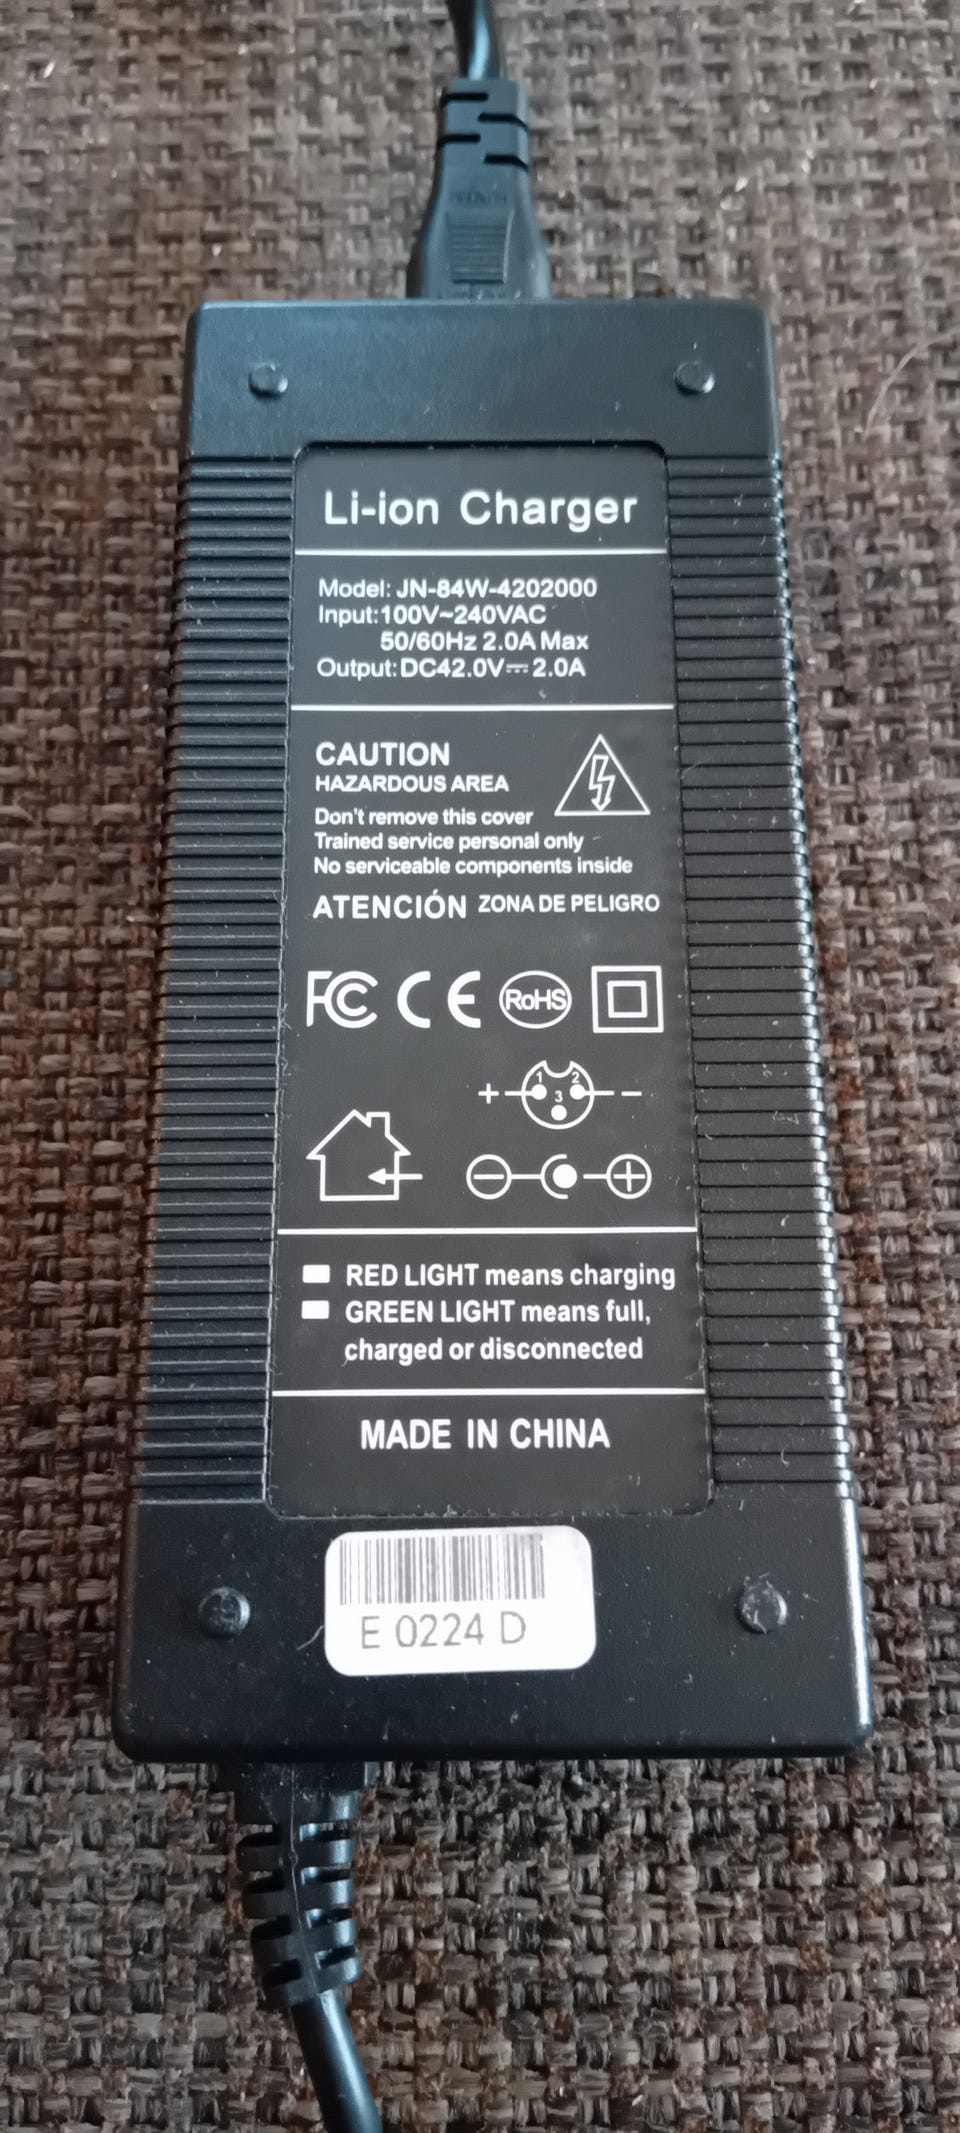 Li-ion Charger
Model: JN-84W-4202000
Input:100V~240VAC
50/60Hz 2.0A Max
Output:DC42.0V⎓2.0A
CAUTION
HAZARDOUS AREA
Don't remove this cover
Trained service personal only
No serviceable components inside
ATENCIÓN ZONA DE PELIGRO
FC CE RoHS
+ 1 2 3 −
− +
RED LIGHT means charging
GREEN LIGHT means full,
charged or disconnected
MADE IN CHINA
E 0224 D